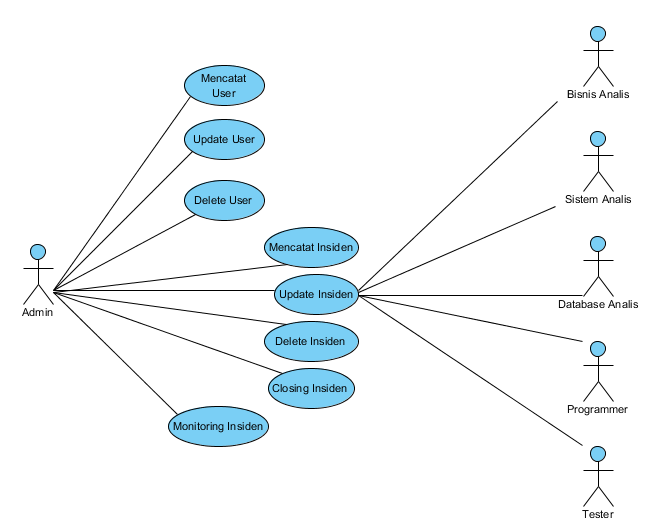 Mencatat
User
Update User
Delete User
Mencatat Insiden
Update Insiden
Delete Insiden
Closing Insiden
Monitoring Insiden
Admin
Bisnis Analis
Sistem Analis
Database Analis
Programmer
Tester